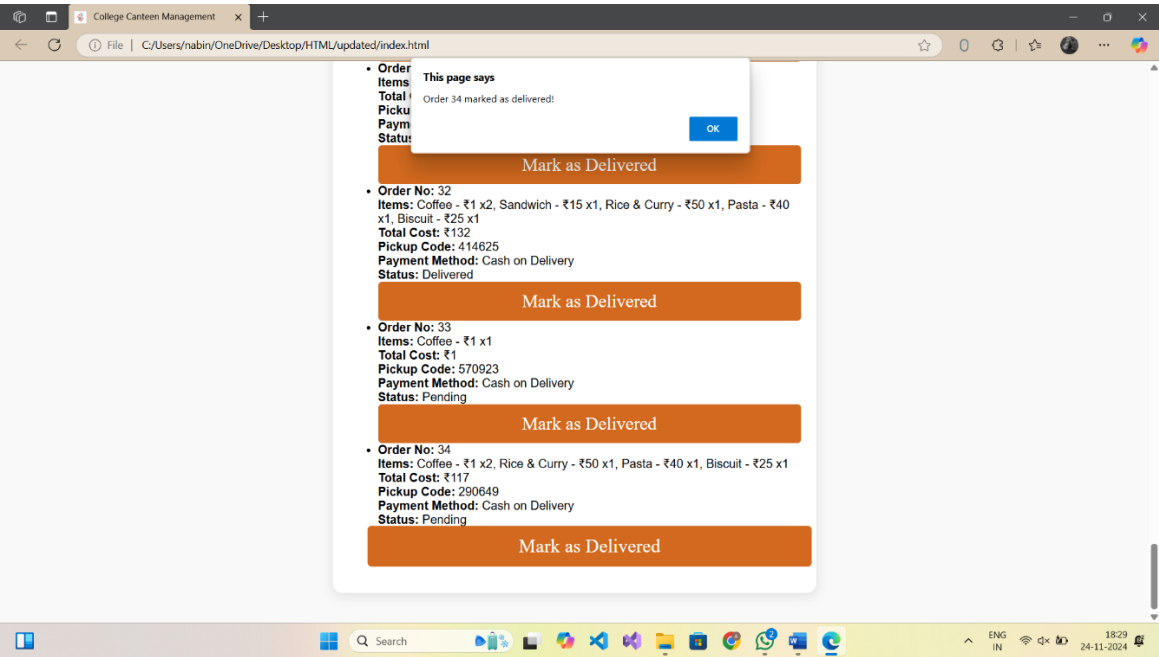 College Canteen Management
File | C:/Users/nabin/OneDrive/Desktop/HTML/updated/index.html
This page says
Order 34 marked as delivered!
OK
• Order
Items
Total
Status
Mark as Delivered
• Order No: 32
Items: Coffee - ₹1 x2, Sandwich - ₹15 x1, Rice & Curry - ₹50 x1, Pasta - ₹40
x1, Biscuit - ₹25 x1
Total Cost: ₹132
Pickup Code: 414625
Payment Method: Cash on Delivery
Status: Delivered
Mark as Delivered
• Order No: 33
Items: Coffee - ₹1 x1
Total Cost: ₹1
Pickup Code: 570923
Payment Method: Cash on Delivery
Status: Pending
Mark as Delivered
• Order No: 34
Items: Coffee - ₹1 x2, Rice & Curry - ₹50 x1, Pasta - ₹40 x1, Biscuit - ₹25 x1
Total Cost: ₹117
Pickup Code: 290649
Payment Method: Cash on Delivery
Status: Pending
Mark as Delivered
Search
2
ENG
IN
18:29
24-11-2024